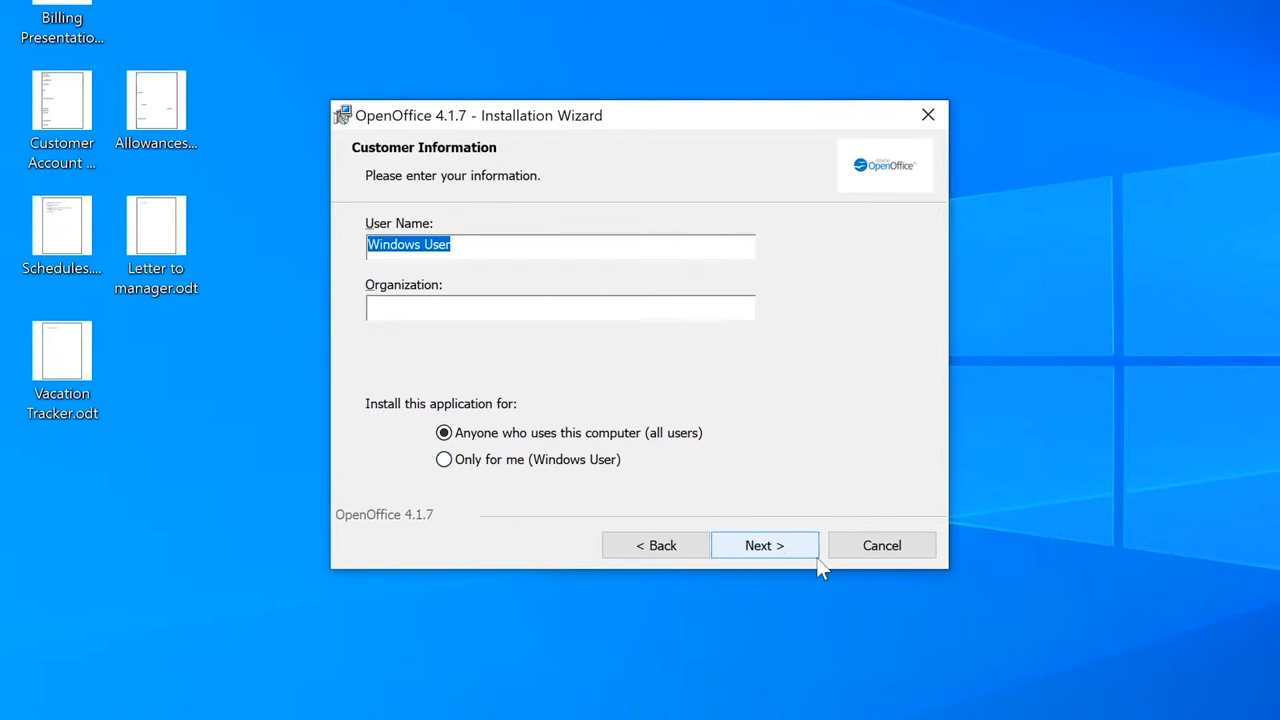 Billing
Presentatio...
Customer
Account ...
Allowances...
Schedules....
Letter to
manager.odt
Vacation
Tracker.odt
OpenOffice 4.1.7 - Installation Wizard
Customer Information
Please enter your information.
OpenOffice
User Name:
Windows User
Organization:
Install this application for:
Anyone who uses this computer (all users)
Only for me (Windows User)
OpenOffice 4.1.7
< Back
Next >
Cancel